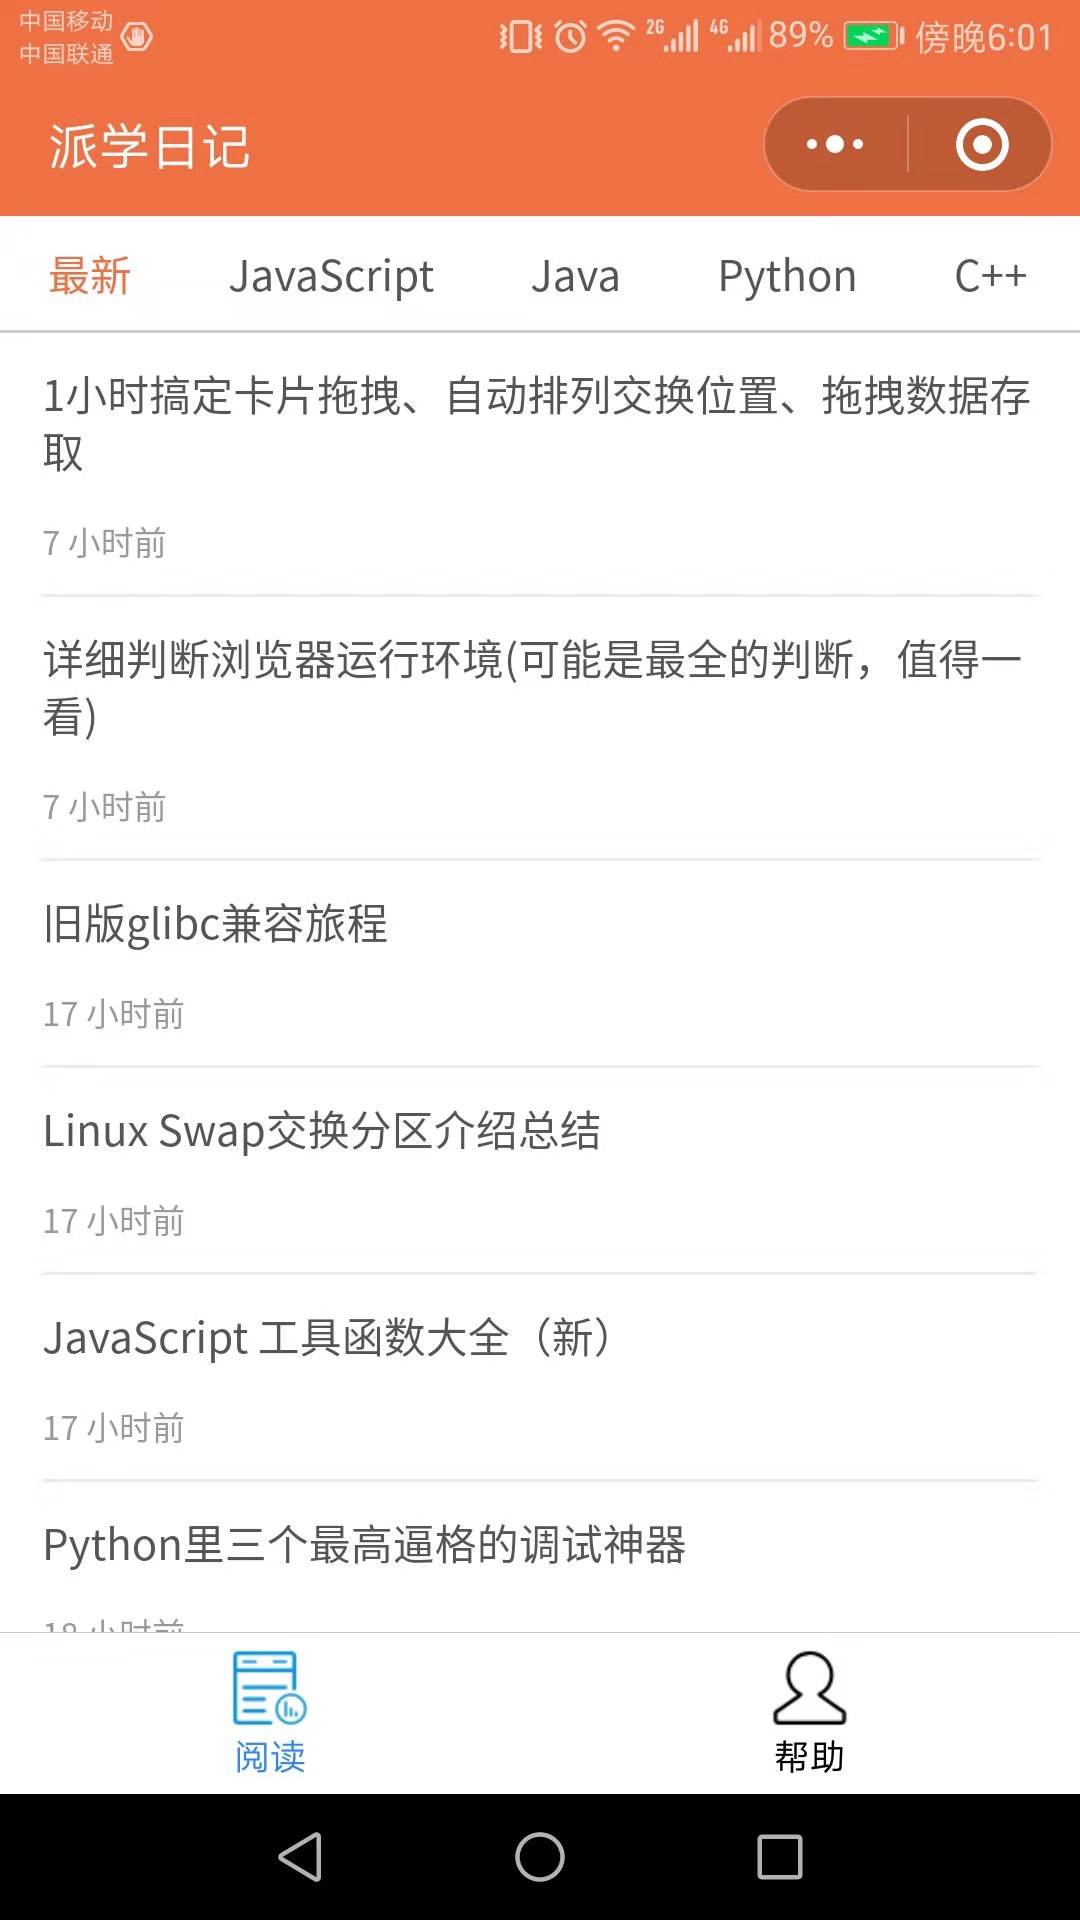 中国移动
中国联通
2G 4G 89% 傍晚6:01
派学日记
最新 JavaScript Java Python C++
1小时搞定卡片拖拽、自动排列交换位置、拖拽数据存
取
7 小时前
详细判断浏览器运行环境(可能是最全的判断，值得一
看)
7 小时前
旧版glibc兼容旅程
17 小时前
Linux Swap交换分区介绍总结
17 小时前
JavaScript 工具函数大全（新）
17 小时前
Python里三个最高逼格的调试神器
18 小时前
阅读 帮助